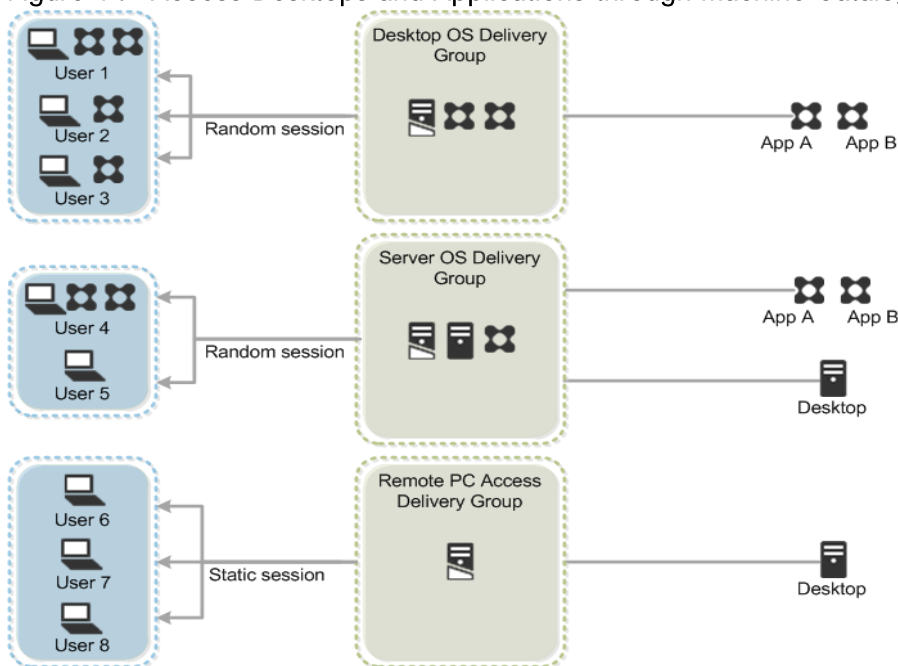 User 1
User 2
User 3
Random session
Desktop OS Delivery
Group
App A
App B
User 4
User 5
Random session
Server OS Delivery
Group
App A
App B
Desktop
User 6
User 7
User 8
Static session
Remote PC Access
Delivery Group
Desktop